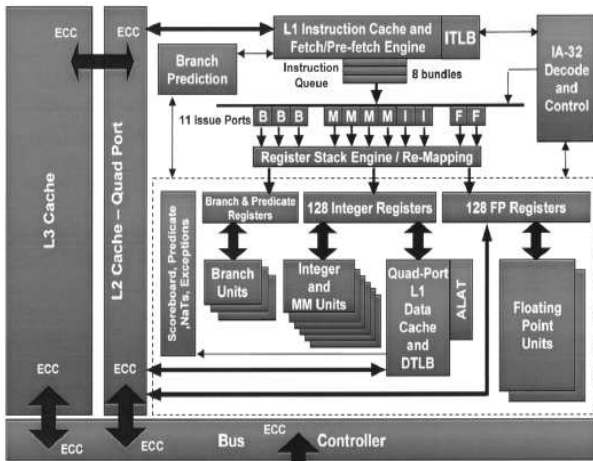 ECC
ECC
L1 Instruction Cache and
Fetch/Pre-fetch Engine
ITLB
IA-32
Decode
and
Control
Branch
Prediction
Instruction
Queue
8 bundles
11 Issue Ports
B B B M M M M I I F F
Register Stack Engine / Re-Mapping
L3 Cache
L2 Cache – Quad Port
Branch & Predicate
Registers
128 Integer Registers
128 FP Registers
Scoreboard, Predicate
,NaTs, Exceptions
Branch
Units
Integer
and
MM Units
Quad-Port
L1
Data
Cache
and
DTLB
ALAT
Floating
Point
Units
ECC
ECC
ECC
ECC
Bus
ECC
Controller